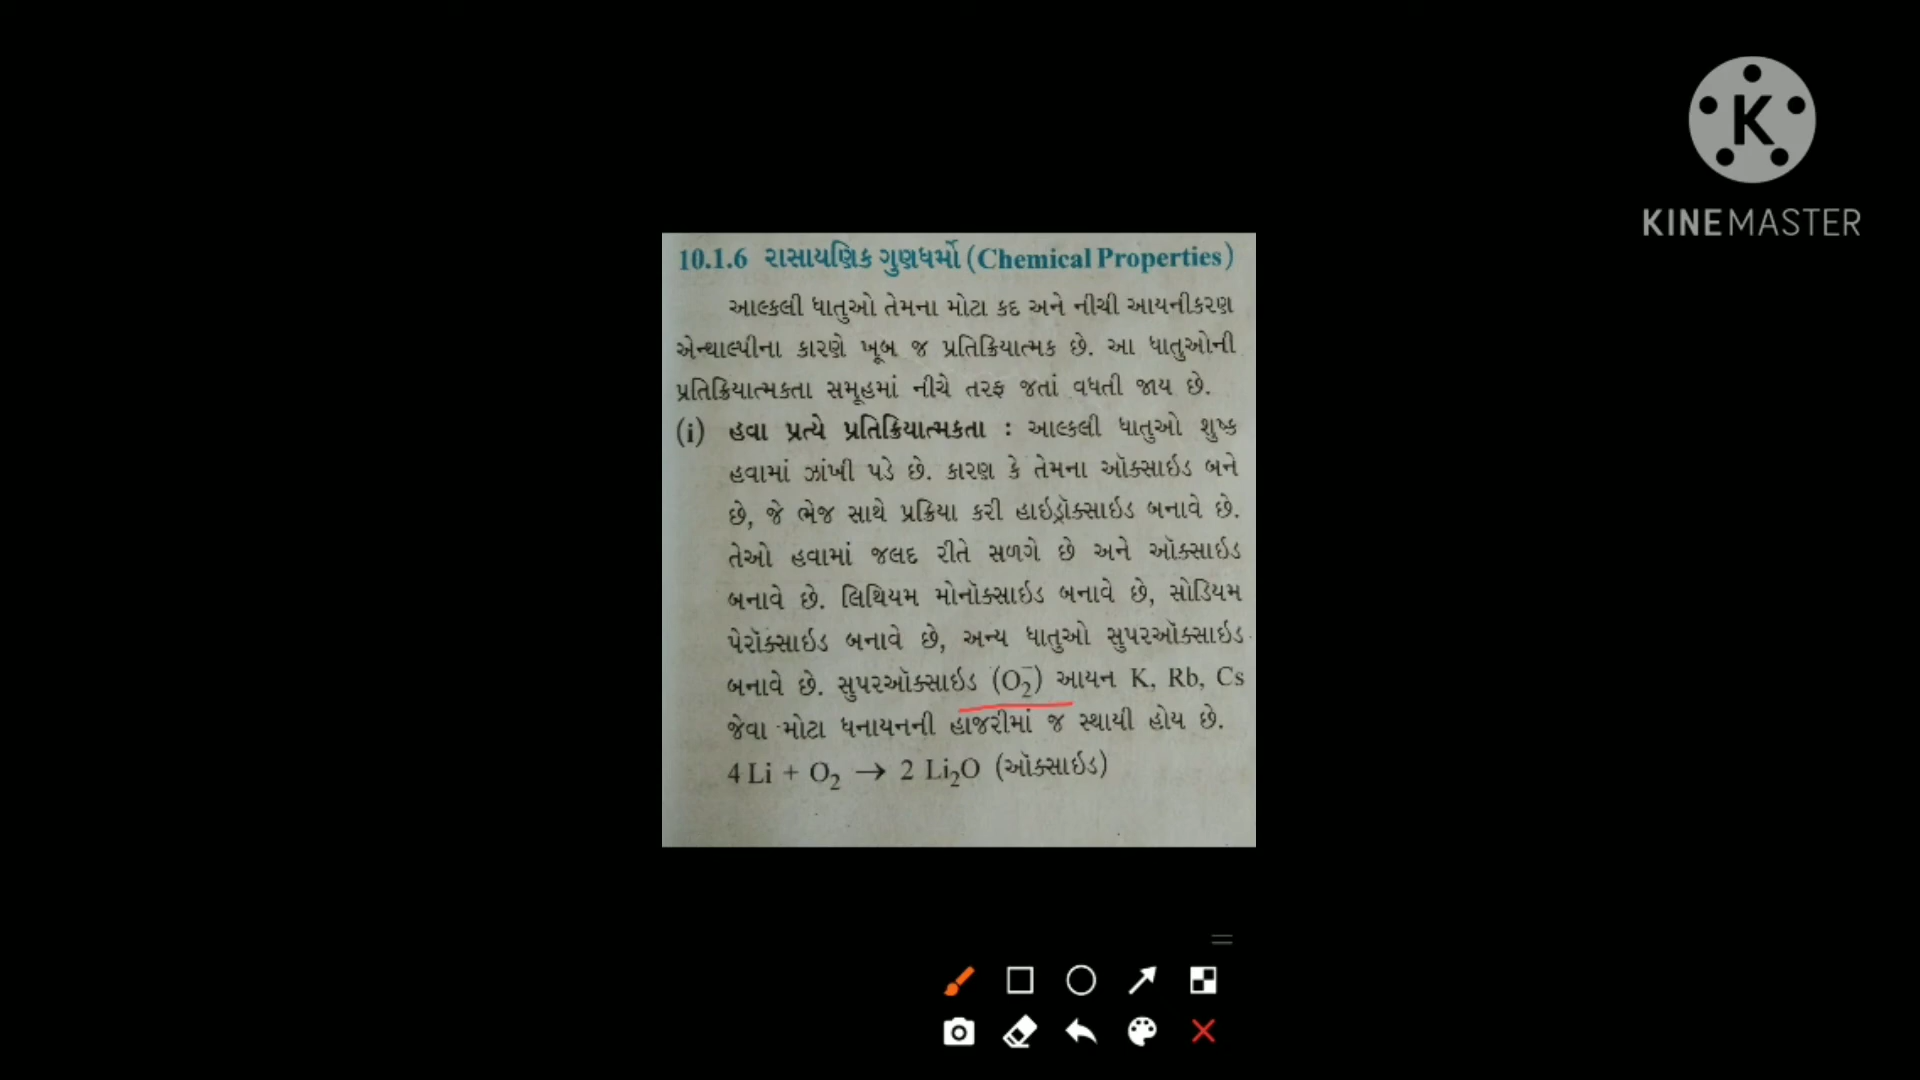 K
KINEMASTER
10.1.6 રાસાયણિક ગુણધર્મો (Chemical Properties)
આલ્કલી ધાતુઓ તેમના મોટા કદ અને નીચી આયનીકરણ
એન્થાલ્પીના કારણે ખૂબ જ પ્રતિક્રિયાત્મક છે. આ ધાતુઓની
પ્રતિક્રિયાત્મકતા સમૂહમાં નીચે તરફ જતાં વધતી જાય છે.
(i) હવા પ્રત્યે પ્રતિક્રિયાત્મકતા : આલ્કલી ધાતુઓ શુષ્ક
હવામાં ઝાંખી પડે છે. કારણ કે તેમના ઑક્સાઇડ બને
છે, જે ભેજ સાથે પ્રક્રિયા કરી હાઇડ્રૉક્સાઇડ બનાવે છે.
તેઓ હવામાં જલદ રીતે સળગે છે અને ઑક્સાઇડ
બનાવે છે. લિથિયમ મોનૉક્સાઇડ બનાવે છે, સોડિયમ
પેરૉક્સાઇડ બનાવે છે, અન્ય ધાતુઓ સુપરઑક્સાઇડ
બનાવે છે. સુપરઑક્સાઇડ (O₂⁻) આયન K, Rb, Cs
જેવા મોટા ધનાયનની હાજરીમાં જ સ્થાયી હોય છે.
4 Li + O₂ → 2 Li₂O (ઑક્સાઇડ)